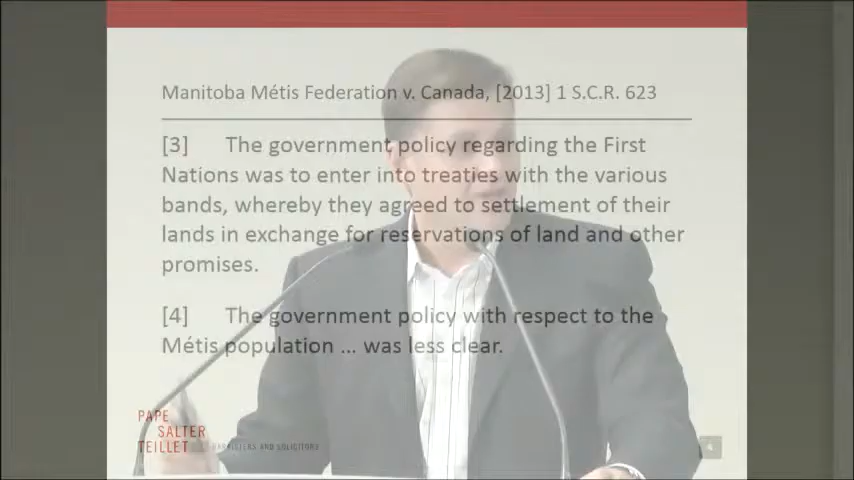 Manitoba Métis Federation v. Canada, [2013] 1 S.C.R. 623
[3] The government policy regarding the First
Nations was to enter into treaties with the various
bands, whereby they agreed to settlement of their
lands in exchange for reservations of land and other
promises.
[4] The government policy with respect to the
Métis population ... was less clear.
PAPE
SALTER
TEILLET
BARRISTERS AND SOLICITORS
4